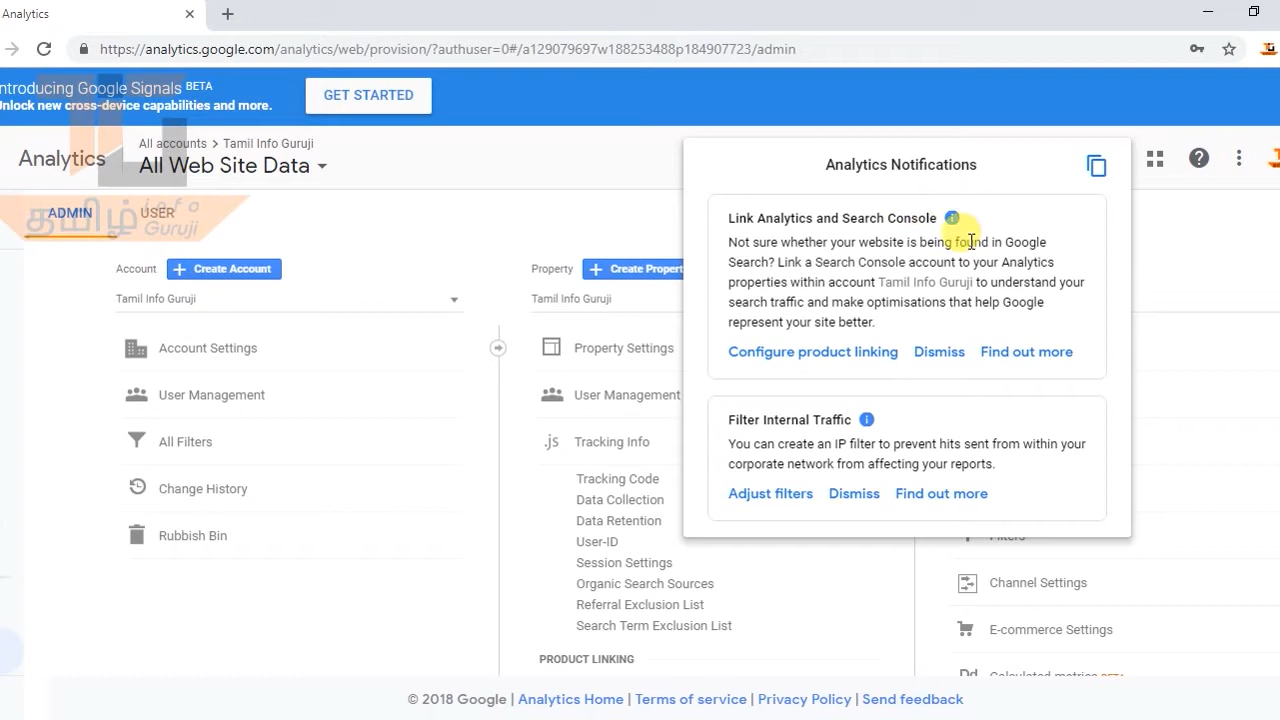 Analytics
https://analytics.google.com/analytics/web/provision/?authuser=0#/a129079697w188253488p184907723/admin
ntroducing Google Signals BETA
Unlock new cross-device capabilities and more.
GET STARTED
Analytics
All accounts > Tamil Info Guruji
All Web Site Data
ADMIN
USER
தமிழ் info Guruji
Account
Create Account
Tamil Info Guruji
Account Settings
User Management
All Filters
Change History
Rubbish Bin
Property
Create Propert
Tamil Info Guruji
Property Settings
User Management
.js Tracking Info
Tracking Code
Data Collection
Data Retention
User-ID
Session Settings
Organic Search Sources
Referral Exclusion List
Search Term Exclusion List
PRODUCT LINKING
Analytics Notifications
Link Analytics and Search Console
Not sure whether your website is being found in Google
Search? Link a Search Console account to your Analytics
properties within account Tamil Info Guruji to understand your
search traffic and make optimisations that help Google
represent your site better.
Configure product linking Dismiss Find out more
Filter Internal Traffic
You can create an IP filter to prevent hits sent from within your
corporate network from affecting your reports.
Adjust filters Dismiss Find out more
Filters
Channel Settings
E-commerce Settings
Dd Calculated metrics BETA
© 2018 Google | Analytics Home | Terms of service | Privacy Policy | Send feedback